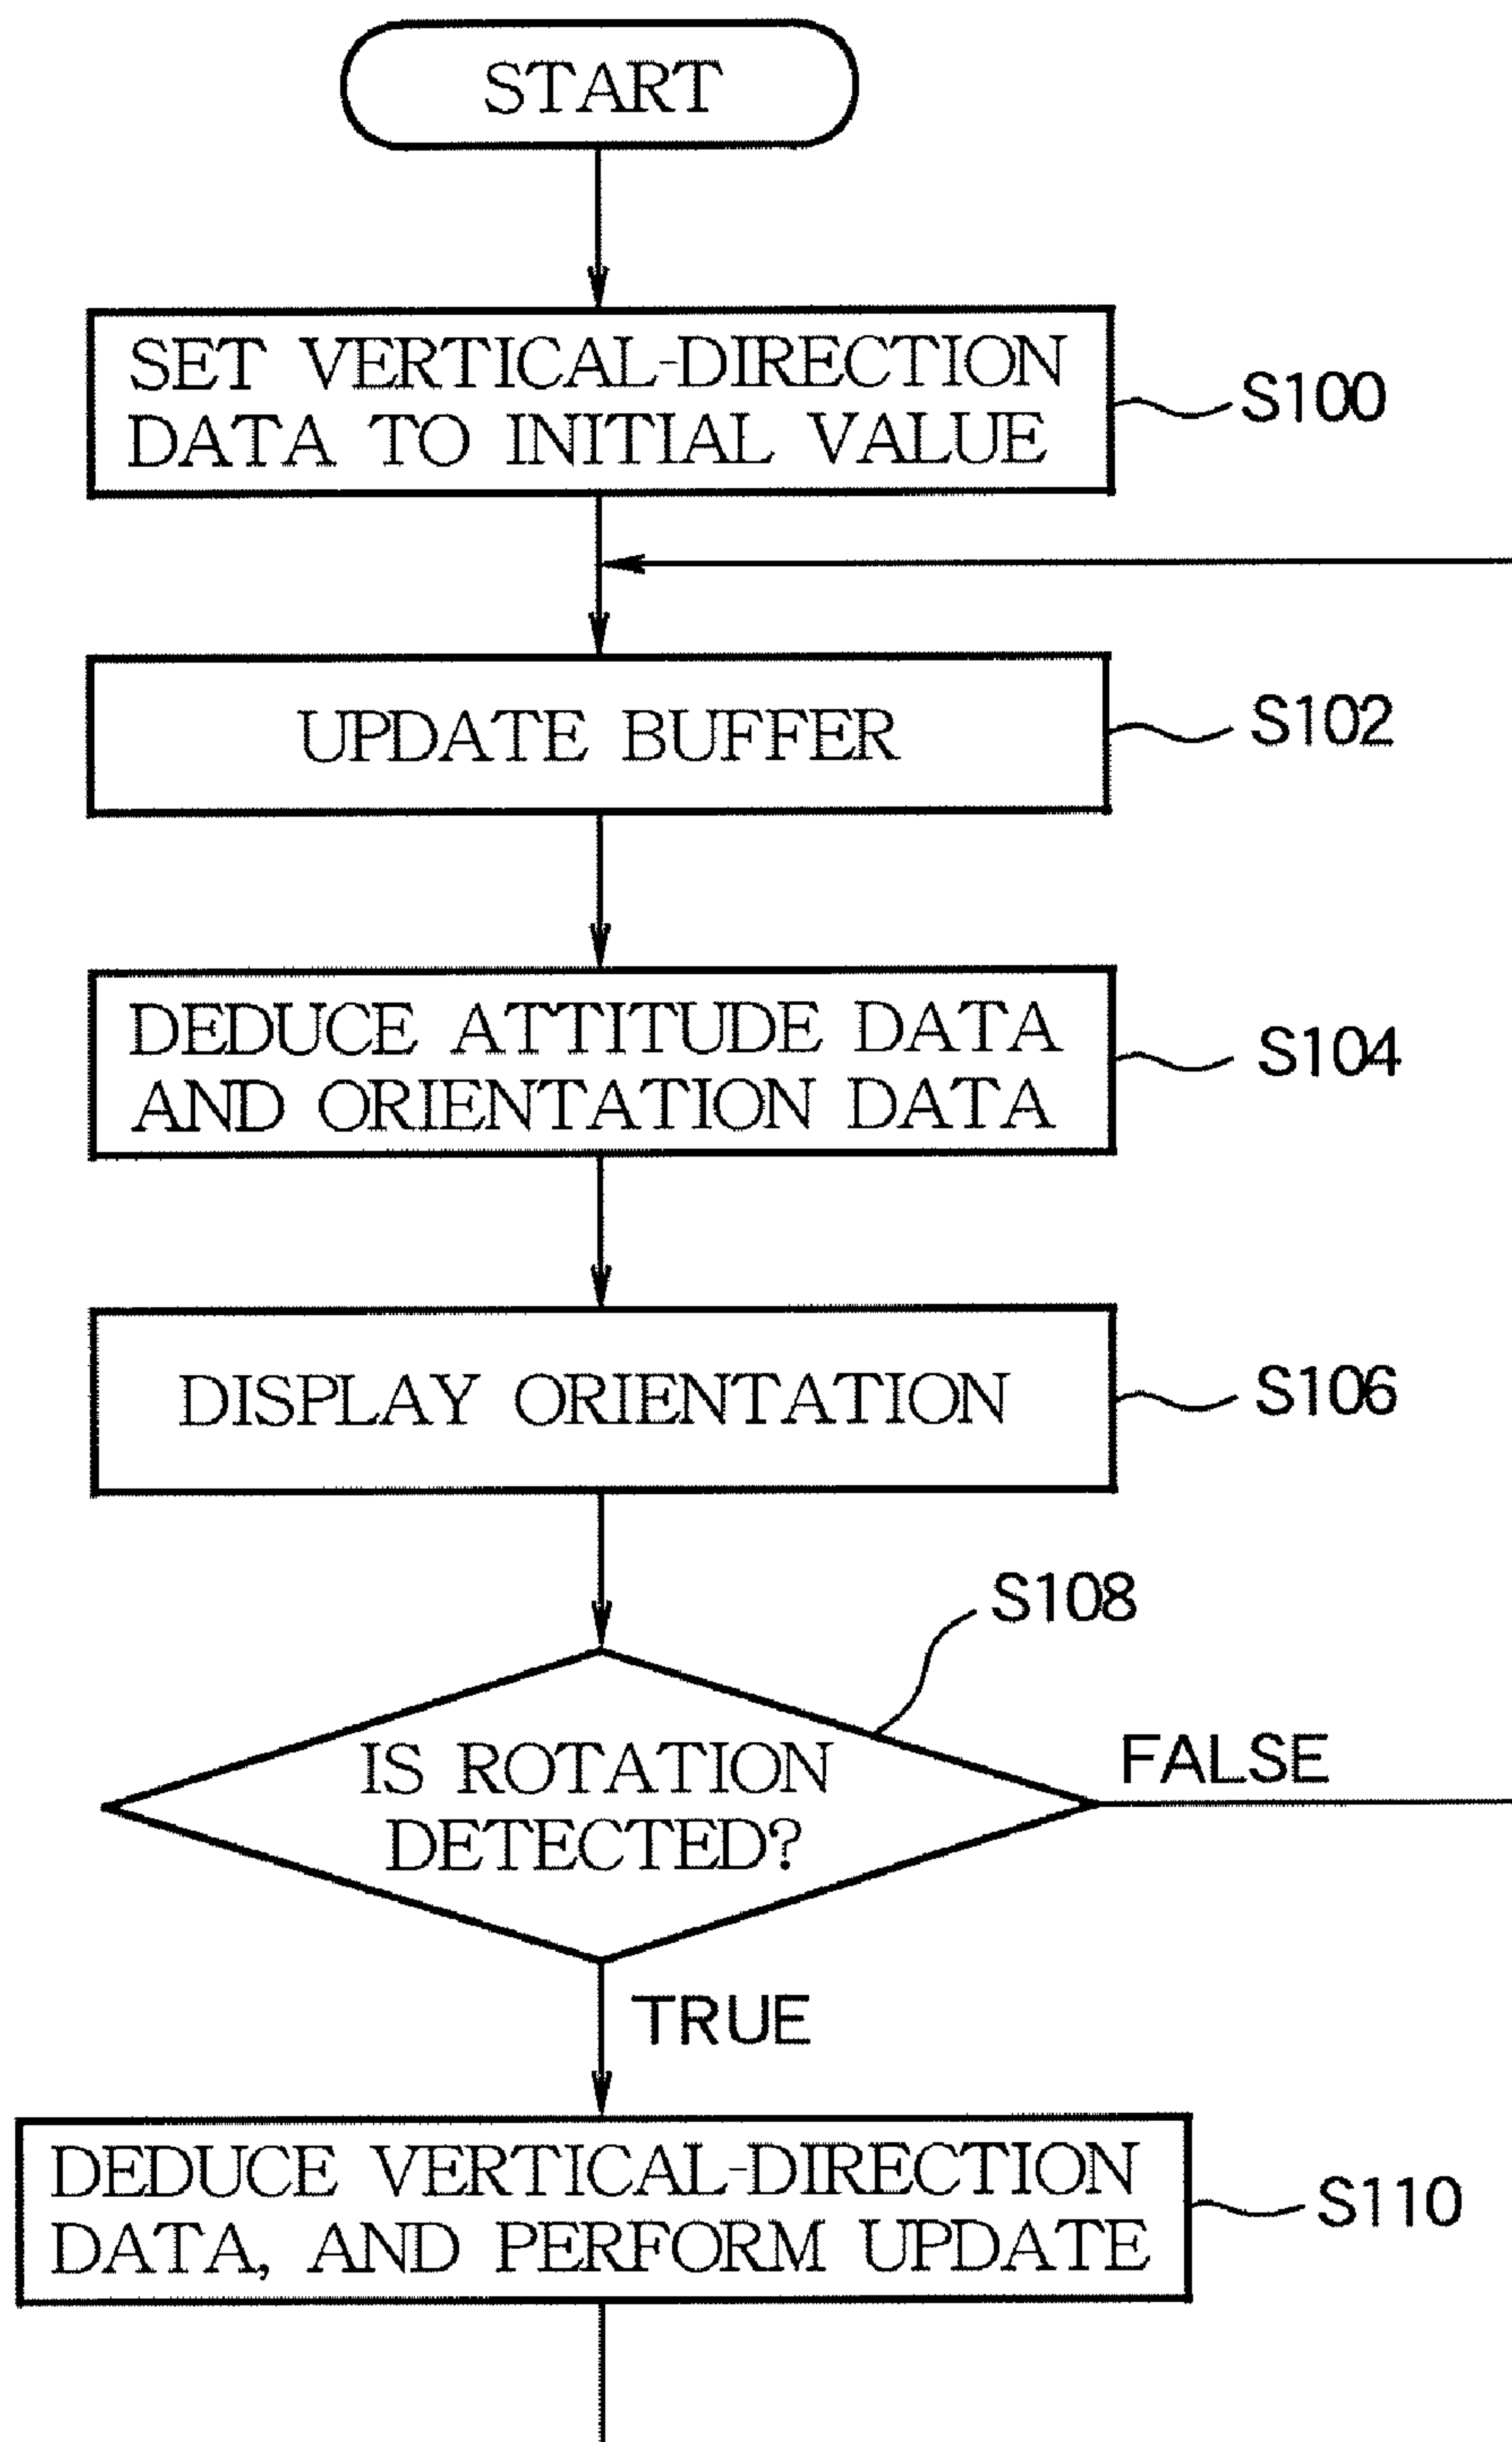 START
SET VERTICAL-DIRECTION
DATA TO INITIAL VALUE
S100
UPDATE BUFFER
S102
DEDUCE ATTITUDE DATA
AND ORIENTATION DATA
S104
DISPLAY ORIENTATION
S106
S108
IS ROTATION
DETECTED?
FALSE
TRUE
DEDUCE VERTICAL-DIRECTION
DATA, AND PERFORM UPDATE
S110